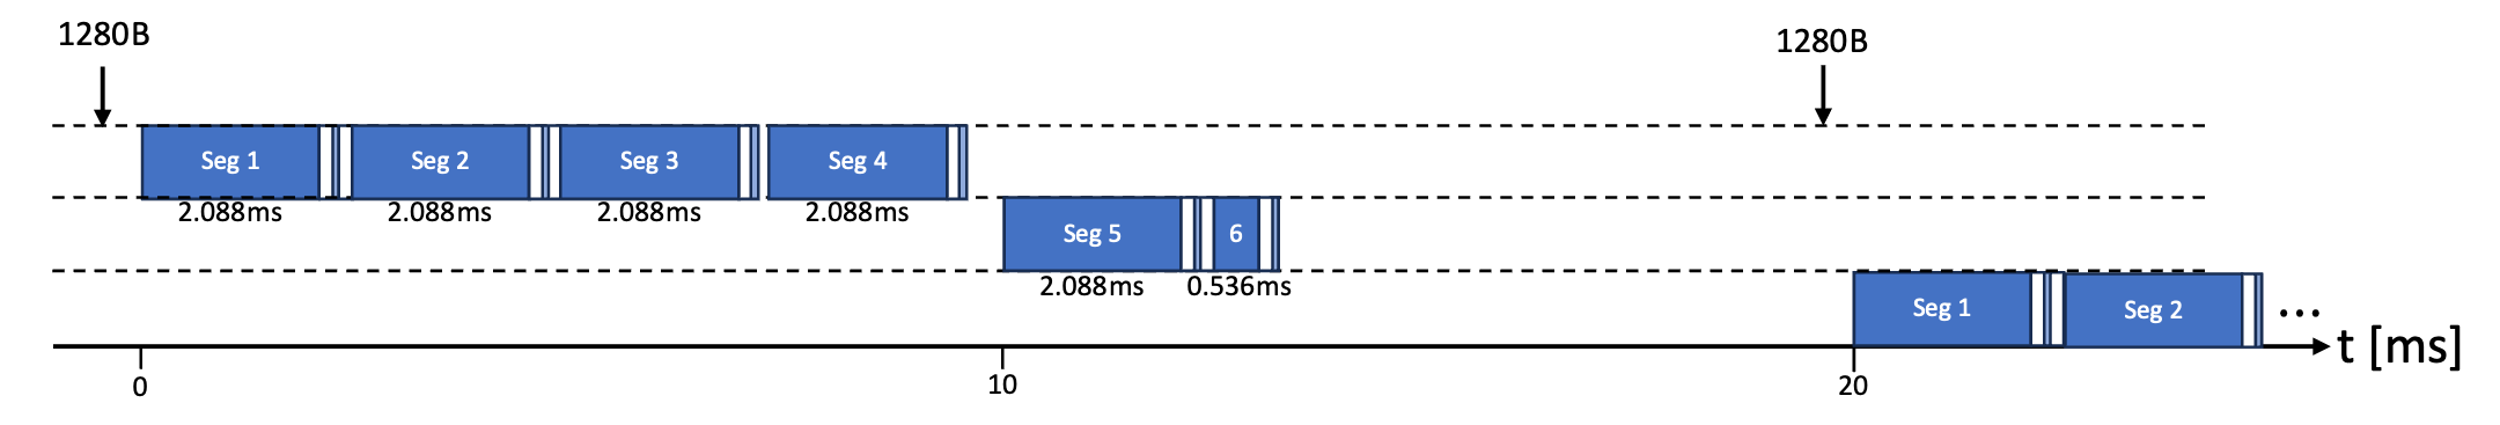 1280B
1280B
Seg 1
Seg 2
Seg 3
Seg 4
2.088ms
2.088ms
2.088ms
2.088ms
Seg 5
6
2.088ms
0.536ms
Seg 1
Seg 2
...
t [ms]
0
10
20